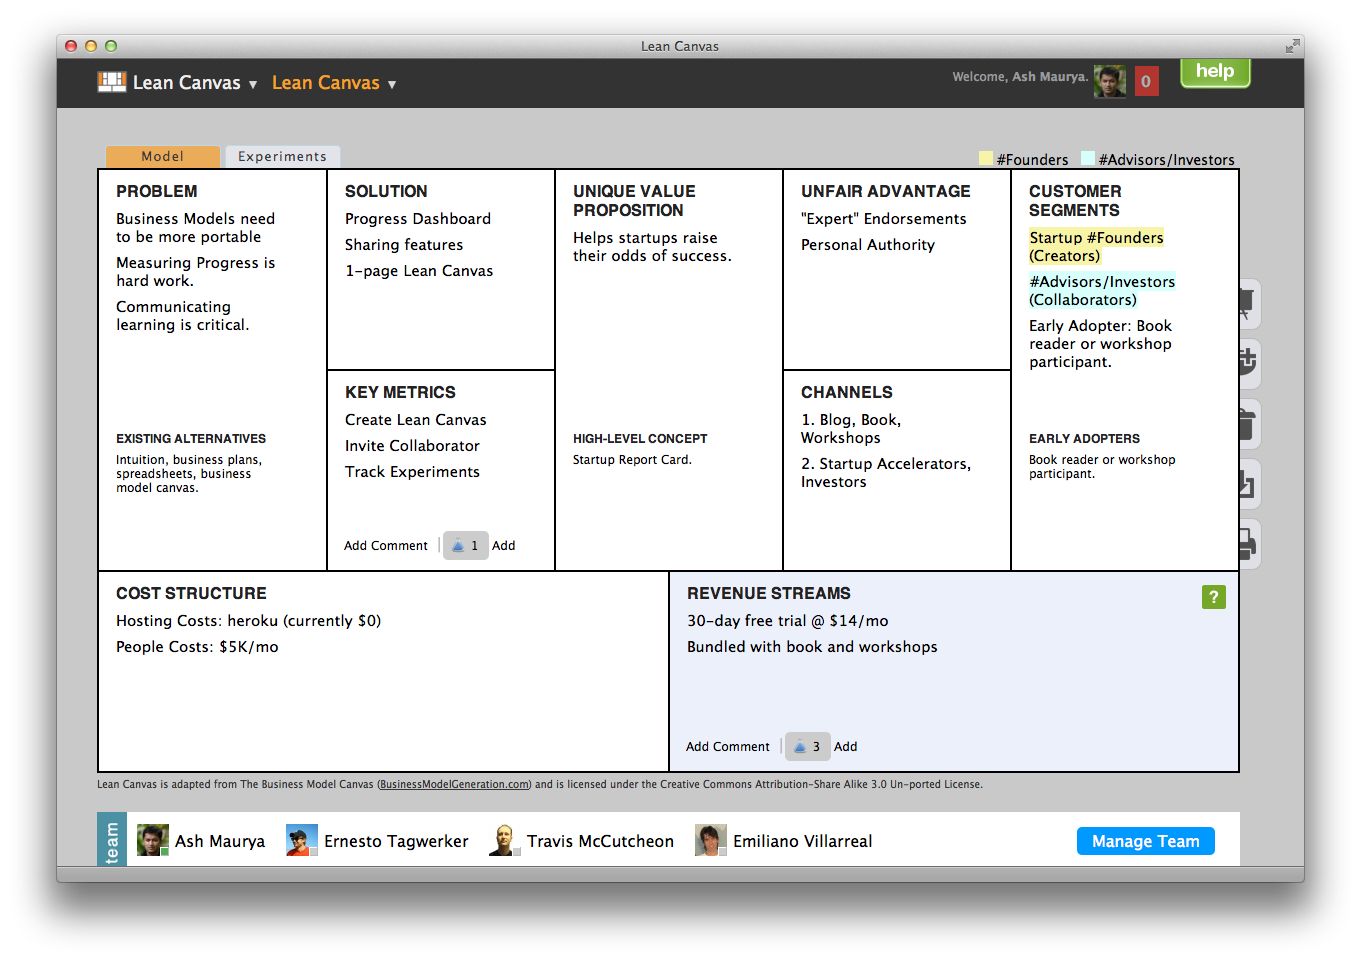 Lean Canvas
Lean Canvas ▼ Lean Canvas ▼
Welcome, Ash Maurya. 0 help
Model Experiments
#Founders #Advisors/Investors
PROBLEM
Business Models need
to be more portable
Measuring Progress is
hard work.
Communicating
learning is critical.
EXISTING ALTERNATIVES
Intuition, business plans,
spreadsheets, business
model canvas.
SOLUTION
Progress Dashboard
Sharing features
1-page Lean Canvas
KEY METRICS
Create Lean Canvas
Invite Collaborator
Track Experiments
Add Comment | 1 Add
UNIQUE VALUE
PROPOSITION
Helps startups raise
their odds of success.
HIGH-LEVEL CONCEPT
Startup Report Card.
UNFAIR ADVANTAGE
"Expert" Endorsements
Personal Authority
CHANNELS
1. Blog, Book,
Workshops
2. Startup Accelerators,
Investors
CUSTOMER
SEGMENTS
Startup #Founders
(Creators)
#Advisors/Investors
(Collaborators)
Early Adopter: Book
reader or workshop
participant.
EARLY ADOPTERS
Book reader or workshop
participant.
COST STRUCTURE
Hosting Costs: heroku (currently $0)
People Costs: $5K/mo
REVENUE STREAMS ?
30-day free trial @ $14/mo
Bundled with book and workshops
Add Comment | 3 Add
Lean Canvas is adapted from The Business Model Canvas (BusinessModelGeneration.com) and is licensed under the Creative Commons Attribution-Share Alike 3.0 Un-ported License.
team
Ash Maurya Ernesto Tagwerker Travis McCutcheon Emiliano Villarreal Manage Team